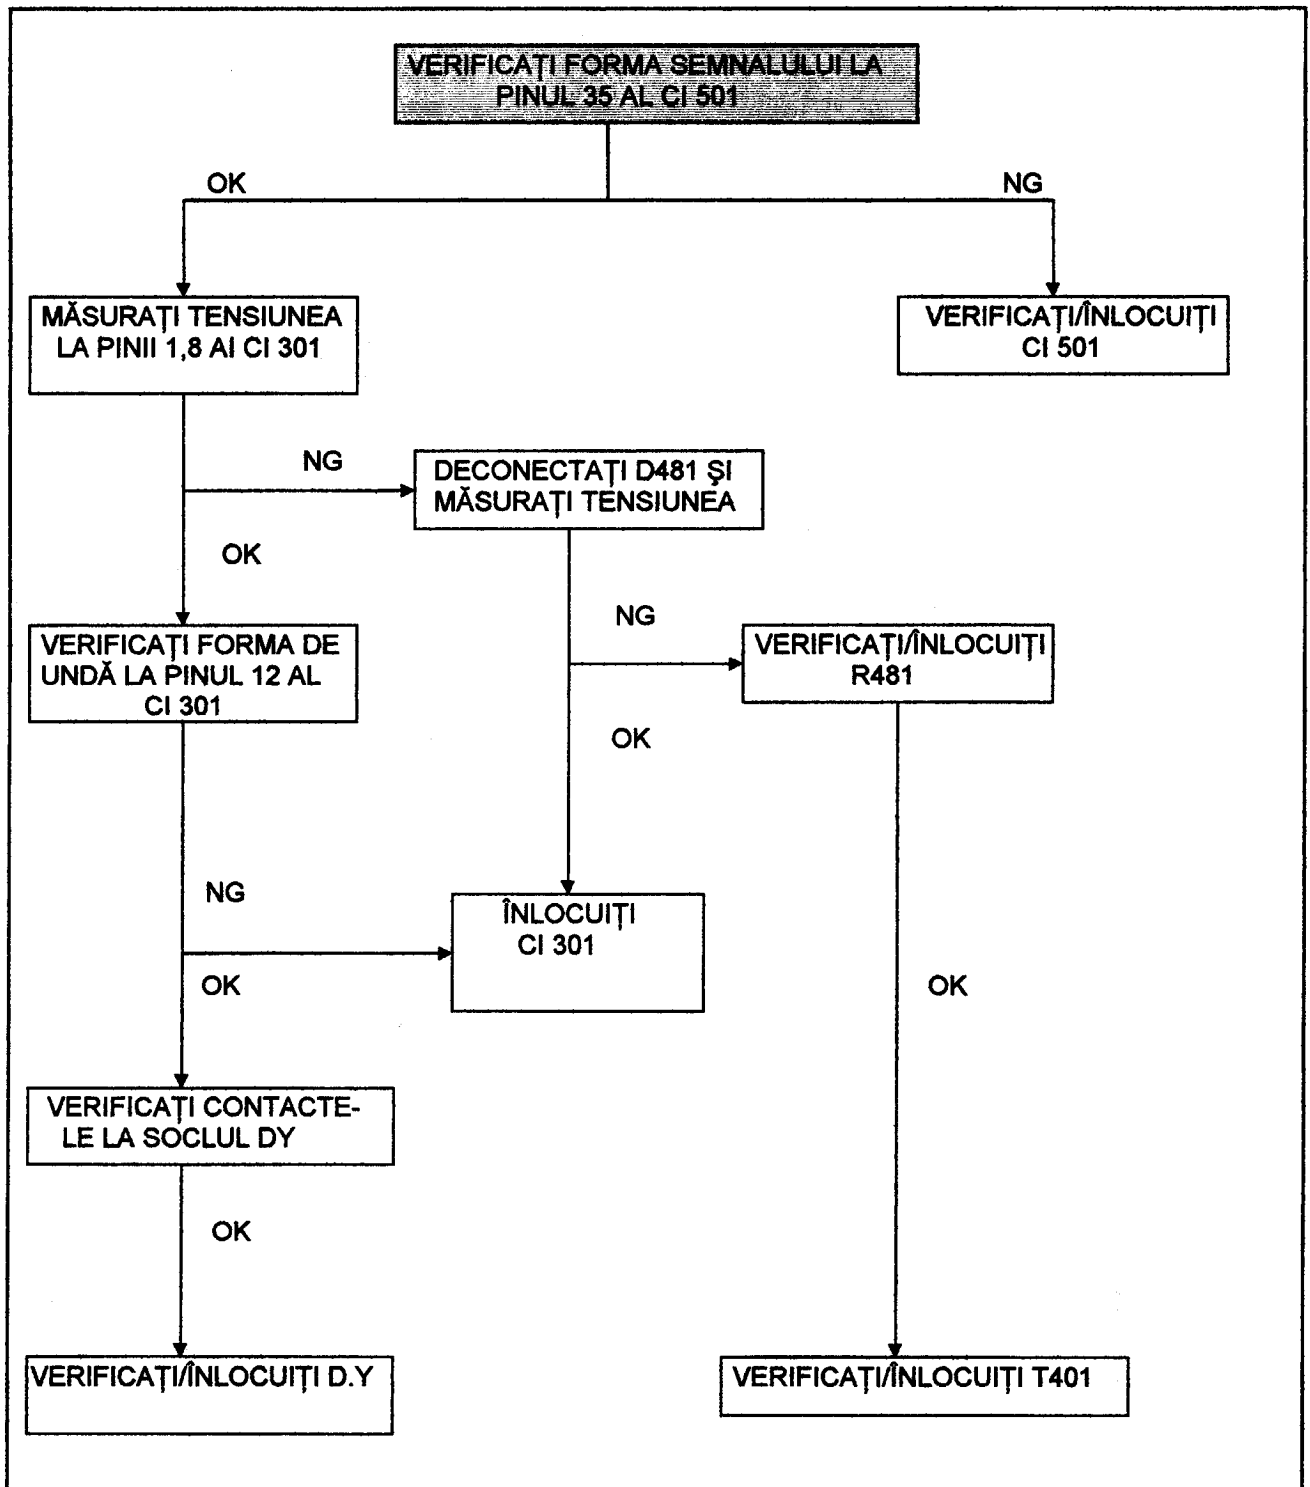 VERIFICAȚI FORMA SEMNALULUI LA
PINUL 35 AL CI 501
OK
NG
MĂSURAȚI TENSIUNEA
LA PINII 1,8 AI CI 301
VERIFICAȚI/ÎNLOCUIȚI
CI 501
NG
DECONECTAȚI D481 ŞI
MĂSURAȚI TENSIUNEA
OK
NG
VERIFICAȚI FORMA DE
UNDĂ LA PINUL 12 AL
CI 301
VERIFICAȚI/ÎNLOCUIȚI
R481
OK
NG
ÎNLOCUIȚI
CI 301
OK
OK
VERIFICAȚI CONTACTE-
LE LA SOCLUL DY
OK
VERIFICAȚI/ÎNLOCUIȚI D.Y
VERIFICAȚI/ÎNLOCUIȚI T401